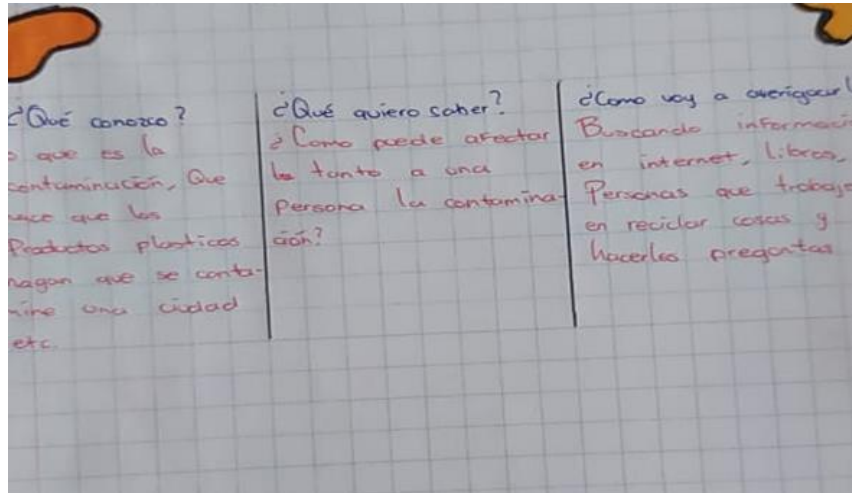 ¿Qué conozco?
que es la
contaminación, Que
hace que los
Productos plasticos
hagan que se conta-
mine una ciudad
etc.
¿Qué quiero saber?
¿Como puede afectar
tanto a una
persona la contamina-
ción?
¿Como voy a averiguar
Buscando información
en internet, libros,
Personas que trabajen
en reciclar cosas y
hacerles preguntas